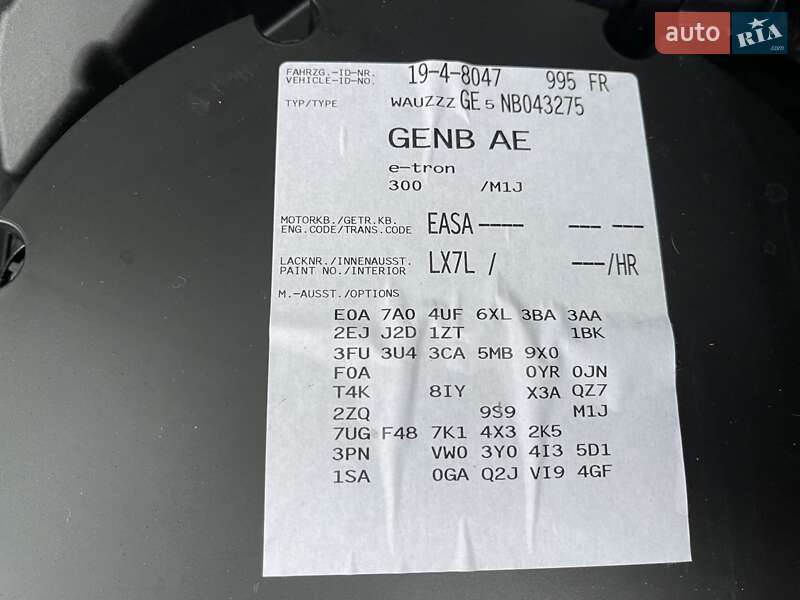 auto RIA .com
FAHRZG.-ID-NR.
VEHICLE-ID-NO. 19-4-8047 995 FR
TYP/TYPE WAUZZZ GE 5 NB043275
GENB AE
e-tron
300 /M1J
MOTORKB./GETR.KB.
ENG.CODE/TRANS.CODE EASA ---- --- ---
LACKNR./INNENAUSST.
PAINT NO./INTERIOR LX7L / ---/HR
M.-AUSST./OPTIONS
E0A 7A0 4UF 6XL 3BA 3AA
2EJ J2D 1ZT 1BK
3FU 3U4 3CA 5MB 9X0
F0A 0YR 0JN
T4K 8IY X3A QZ7
2ZQ 9S9 M1J
7UG F48 7K1 4X3 2K5
3PN VW0 3Y0 4I3 5D1
1SA 0GA Q2J VI9 4GF